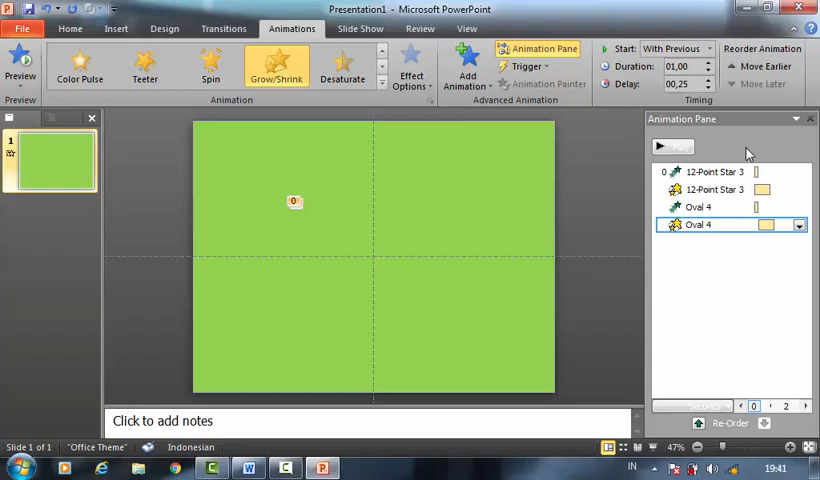 Presentation1 - Microsoft PowerPoint
File Home Insert Design Transitions Animations Slide Show Review View
Preview
Color Pulse Teeter Spin Grow/Shrink Desaturate
Effect Options
Add Animation
Animation Pane
Trigger
Animation Painter
Start: With Previous
Duration: 01,00
Delay: 00,25
Reorder Animation
Move Earlier
Move Later
Preview Animation Advanced Animation Timing
1
0
Animation Pane
Play
0 12-Point Star 3
12-Point Star 3
Oval 4
Oval 4
Seconds 0 2
Re-Order
Click to add notes
Slide 1 of 1 "Office Theme" Indonesian 47%
IN 19:41